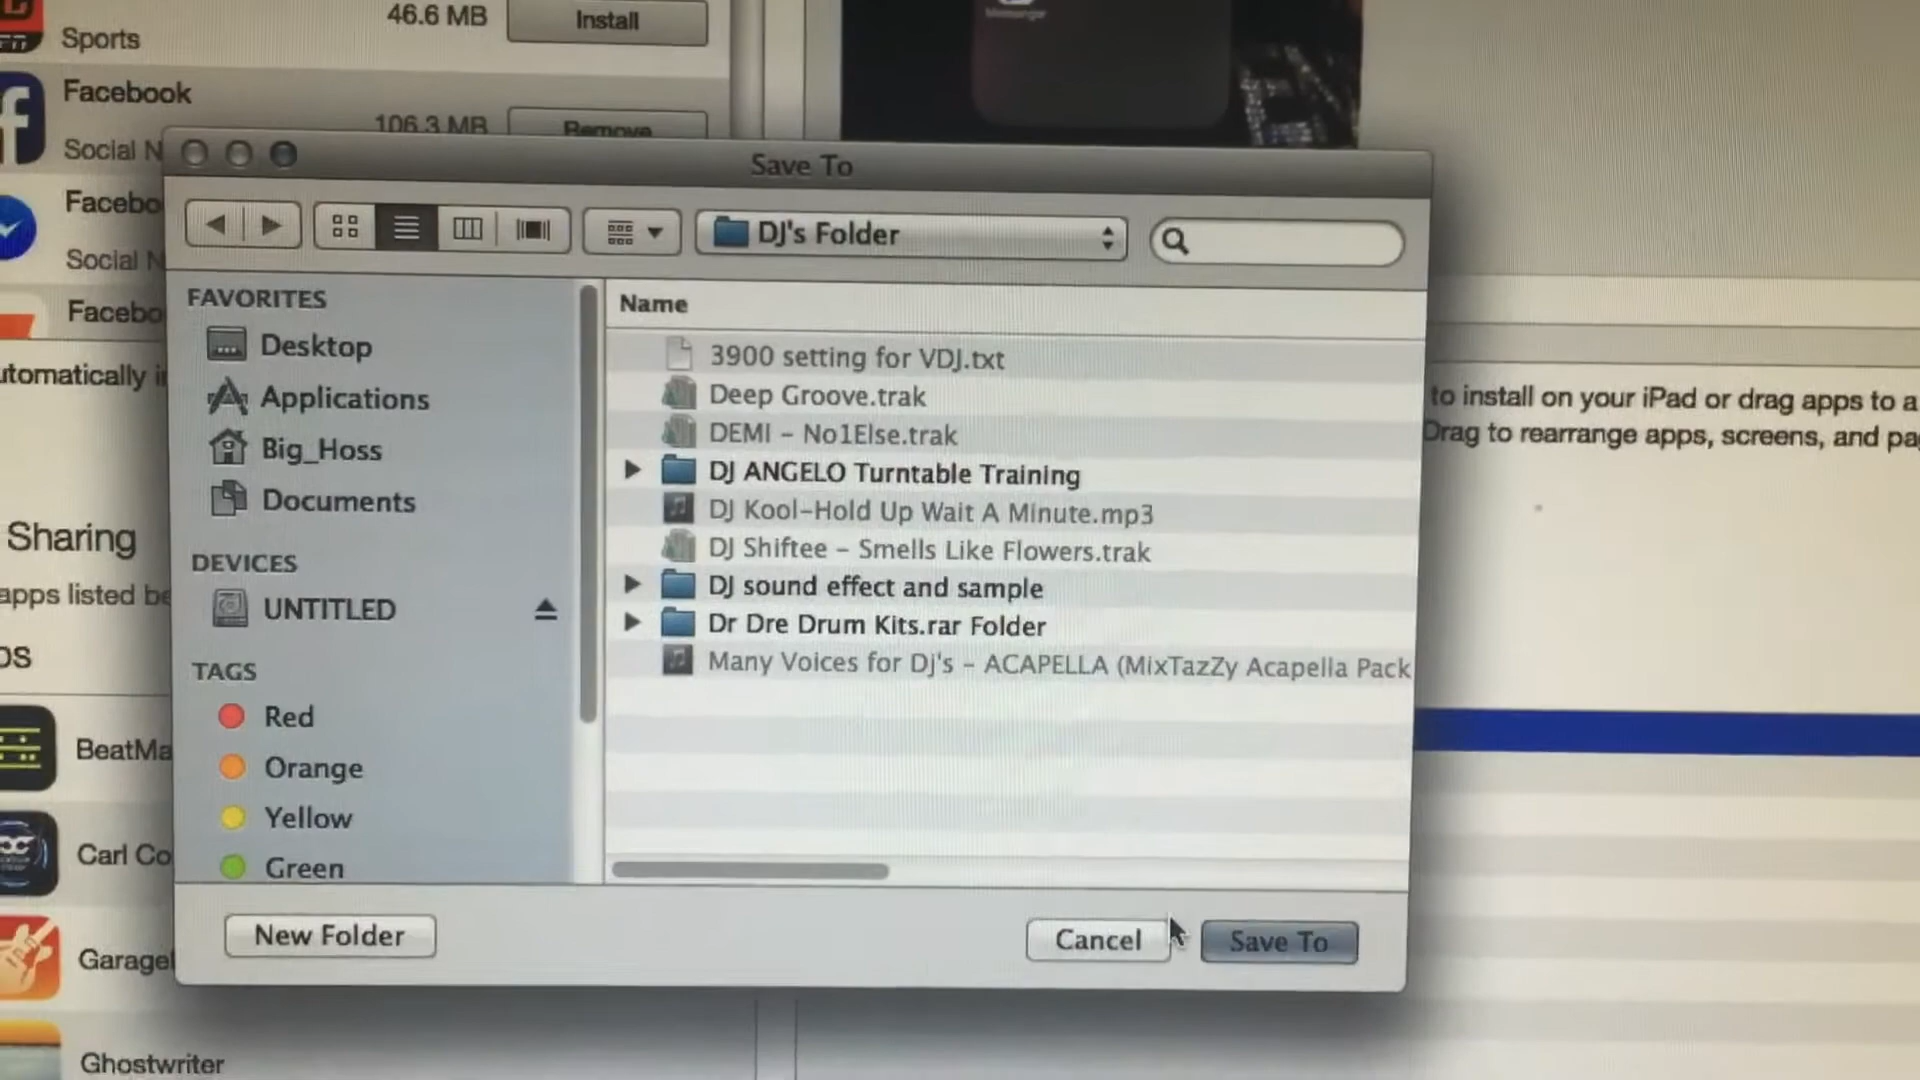 46.6 MB
Install
Sports
Facebook
106.3 MB
Remove
Social N
Facebo
Social N
Facebo
utomatically i
Sharing
apps listed be
BeatMa
Carl Co
Garagel
Ghostwriter
Save To
DJ's Folder
FAVORITES
Desktop
Applications
Big_Hoss
Documents
DEVICES
UNTITLED
TAGS
Red
Orange
Yellow
Green
Name
3900 setting for VDJ.txt
Deep Groove.trak
DEMI – No1Else.trak
DJ ANGELO Turntable Training
DJ Kool–Hold Up Wait A Minute.mp3
DJ Shiftee – Smells Like Flowers.trak
DJ sound effect and sample
Dr Dre Drum Kits.rar Folder
Many Voices for Dj's – ACAPELLA (MixTazZy Acapella Pack
New Folder
Cancel
Save To
to install on your iPad or drag apps to a
Drag to rearrange apps, screens, and pa